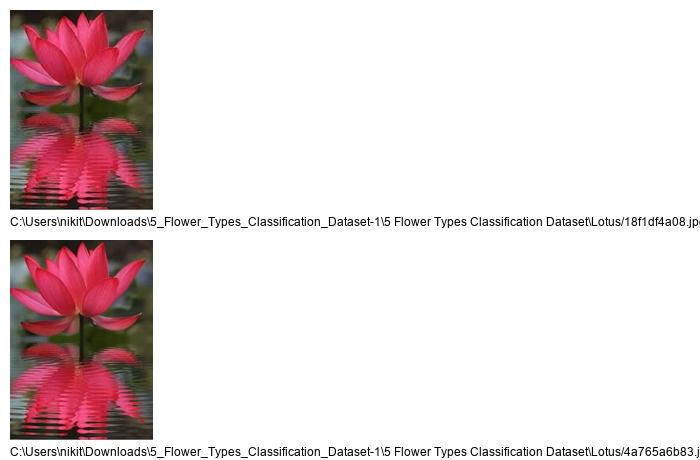 C:\Users\nikit\Downloads\5_Flower_Types_Classification_Dataset-1\5 Flower Types Classification Dataset\Lotus/18f1df4a08.jp
C:\Users\nikit\Downloads\5_Flower_Types_Classification_Dataset-1\5 Flower Types Classification Dataset\Lotus/4a765a6b83.j